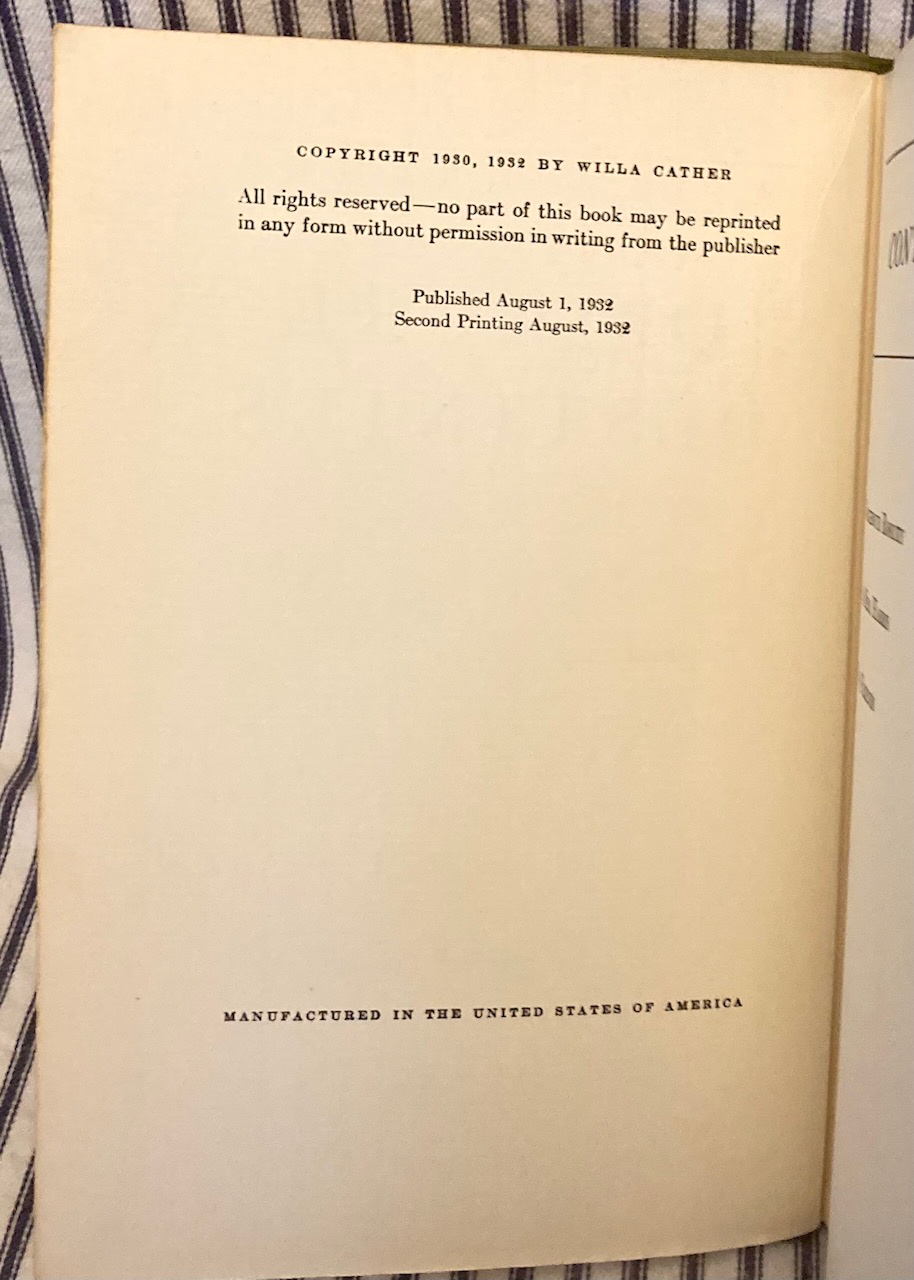 COPYRIGHT 1930, 1932 BY WILLA CATHER
All rights reserved—no part of this book may be reprinted
in any form without permission in writing from the publisher
Published August 1, 1932
Second Printing August, 1932
MANUFACTURED IN THE UNITED STATES OF AMERICA